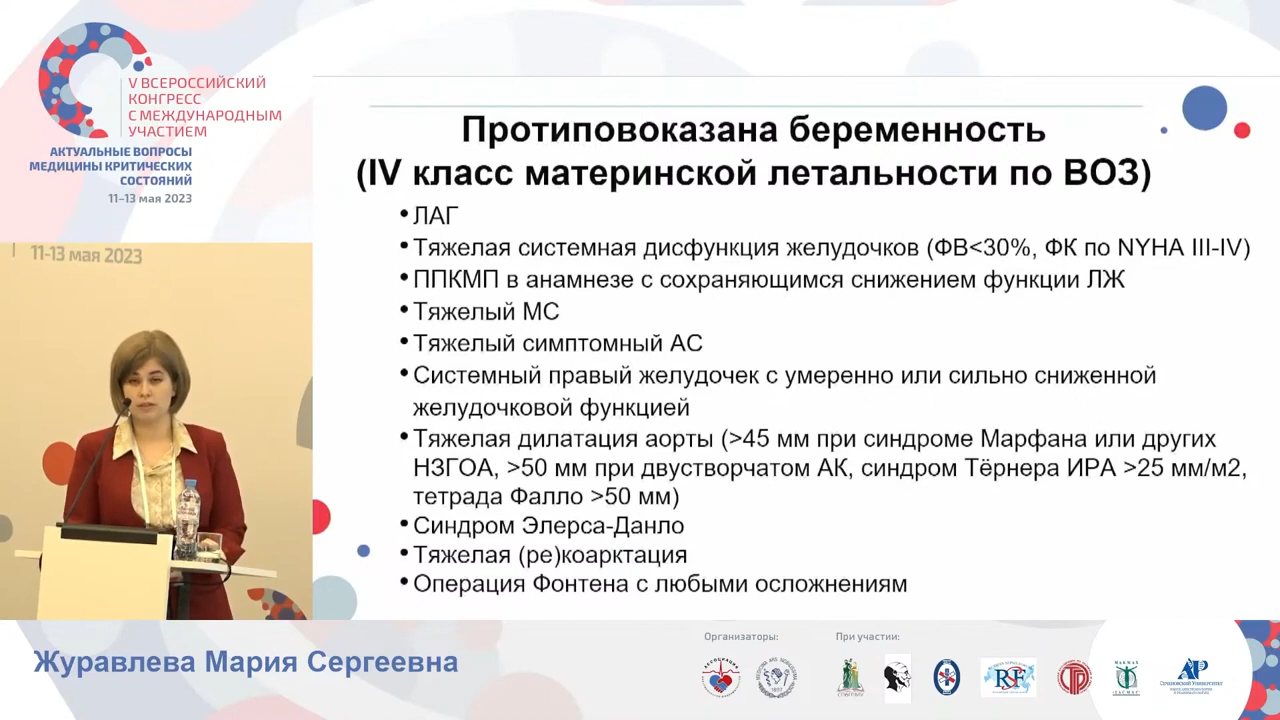 V ВСЕРОССИЙСКИЙ
КОНГРЕСС
С МЕЖДУНАРОДНЫМ
УЧАСТИЕМ
АКТУАЛЬНЫЕ ВОПРОСЫ
МЕДИЦИНЫ КРИТИЧЕСКИХ
СОСТОЯНИЙ
11–13 мая 2023
11-13 мая 2023
Протиповоказана беременность
(IV класс материнской летальности по ВОЗ)
•ЛАГ
•Тяжелая системная дисфункция желудочков (ФВ<30%, ФК по NYHA III-IV)
•ППКМП в анамнезе с сохраняющимся снижением функции ЛЖ
•Тяжелый МС
•Тяжелый симптомный АС
•Системный правый желудочек с умеренно или сильно сниженной
желудочковой функцией
•Тяжелая дилатация аорты (>45 мм при синдроме Марфана или других
НЗГОА, >50 мм при двустворчатом АК, синдром Тёрнера ИРА >25 мм/м2,
тетрада Фалло >50 мм)
•Синдром Элерса-Данло
•Тяжелая (ре)коарктация
•Операция Фонтена с любыми осложнениям
Журавлева Мария Сергеевна
Организаторы:
При участии: